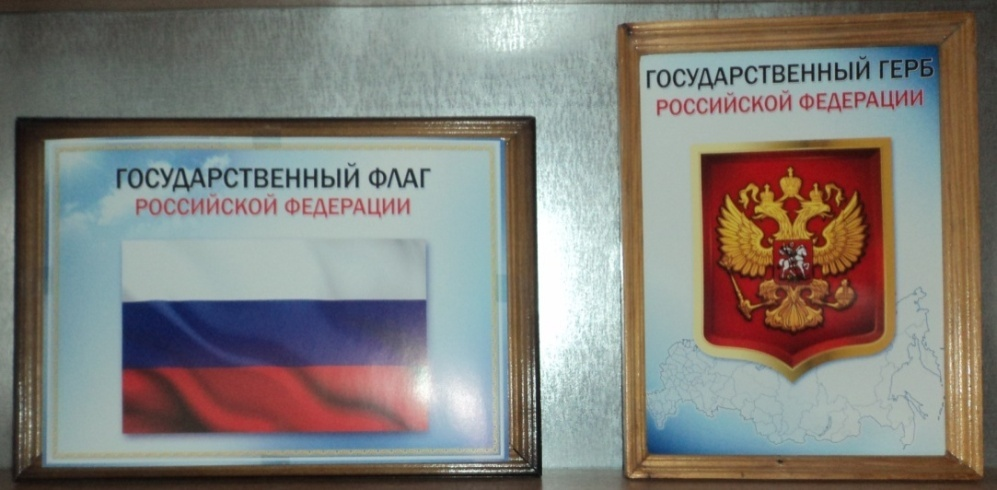 ГОСУДАРСТВЕННЫЙ ФЛАГ
РОССИЙСКОЙ ФЕДЕРАЦИИ
ГОСУДАРСТВЕННЫЙ ГЕРБ
РОССИЙСКОЙ ФЕДЕРАЦИИ